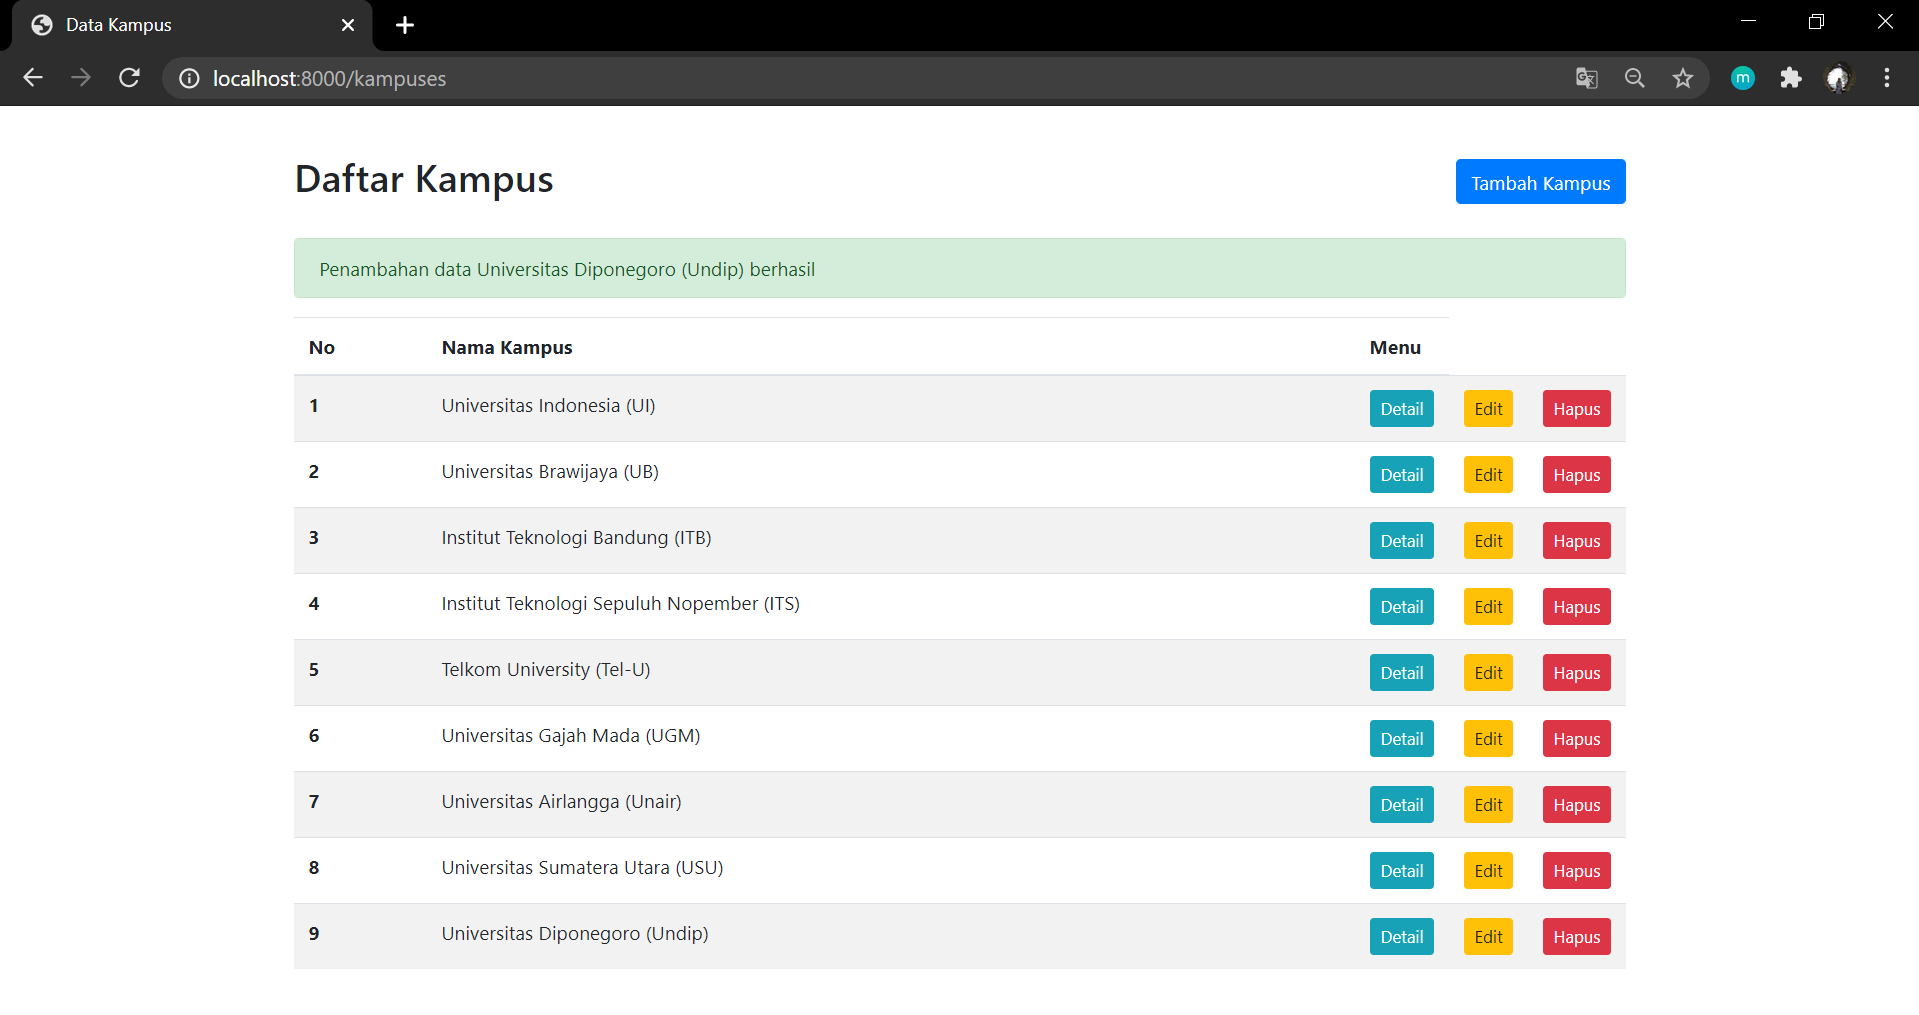 Data Kampus
localhost:8000/kampuses
m
Daftar Kampus
Tambah Kampus
Penambahan data Universitas Diponegoro (Undip) berhasil
No Nama Kampus Menu
1 Universitas Indonesia (UI) Detail Edit Hapus
2 Universitas Brawijaya (UB) Detail Edit Hapus
3 Institut Teknologi Bandung (ITB) Detail Edit Hapus
4 Institut Teknologi Sepuluh Nopember (ITS) Detail Edit Hapus
5 Telkom University (Tel-U) Detail Edit Hapus
6 Universitas Gajah Mada (UGM) Detail Edit Hapus
7 Universitas Airlangga (Unair) Detail Edit Hapus
8 Universitas Sumatera Utara (USU) Detail Edit Hapus
9 Universitas Diponegoro (Undip) Detail Edit Hapus